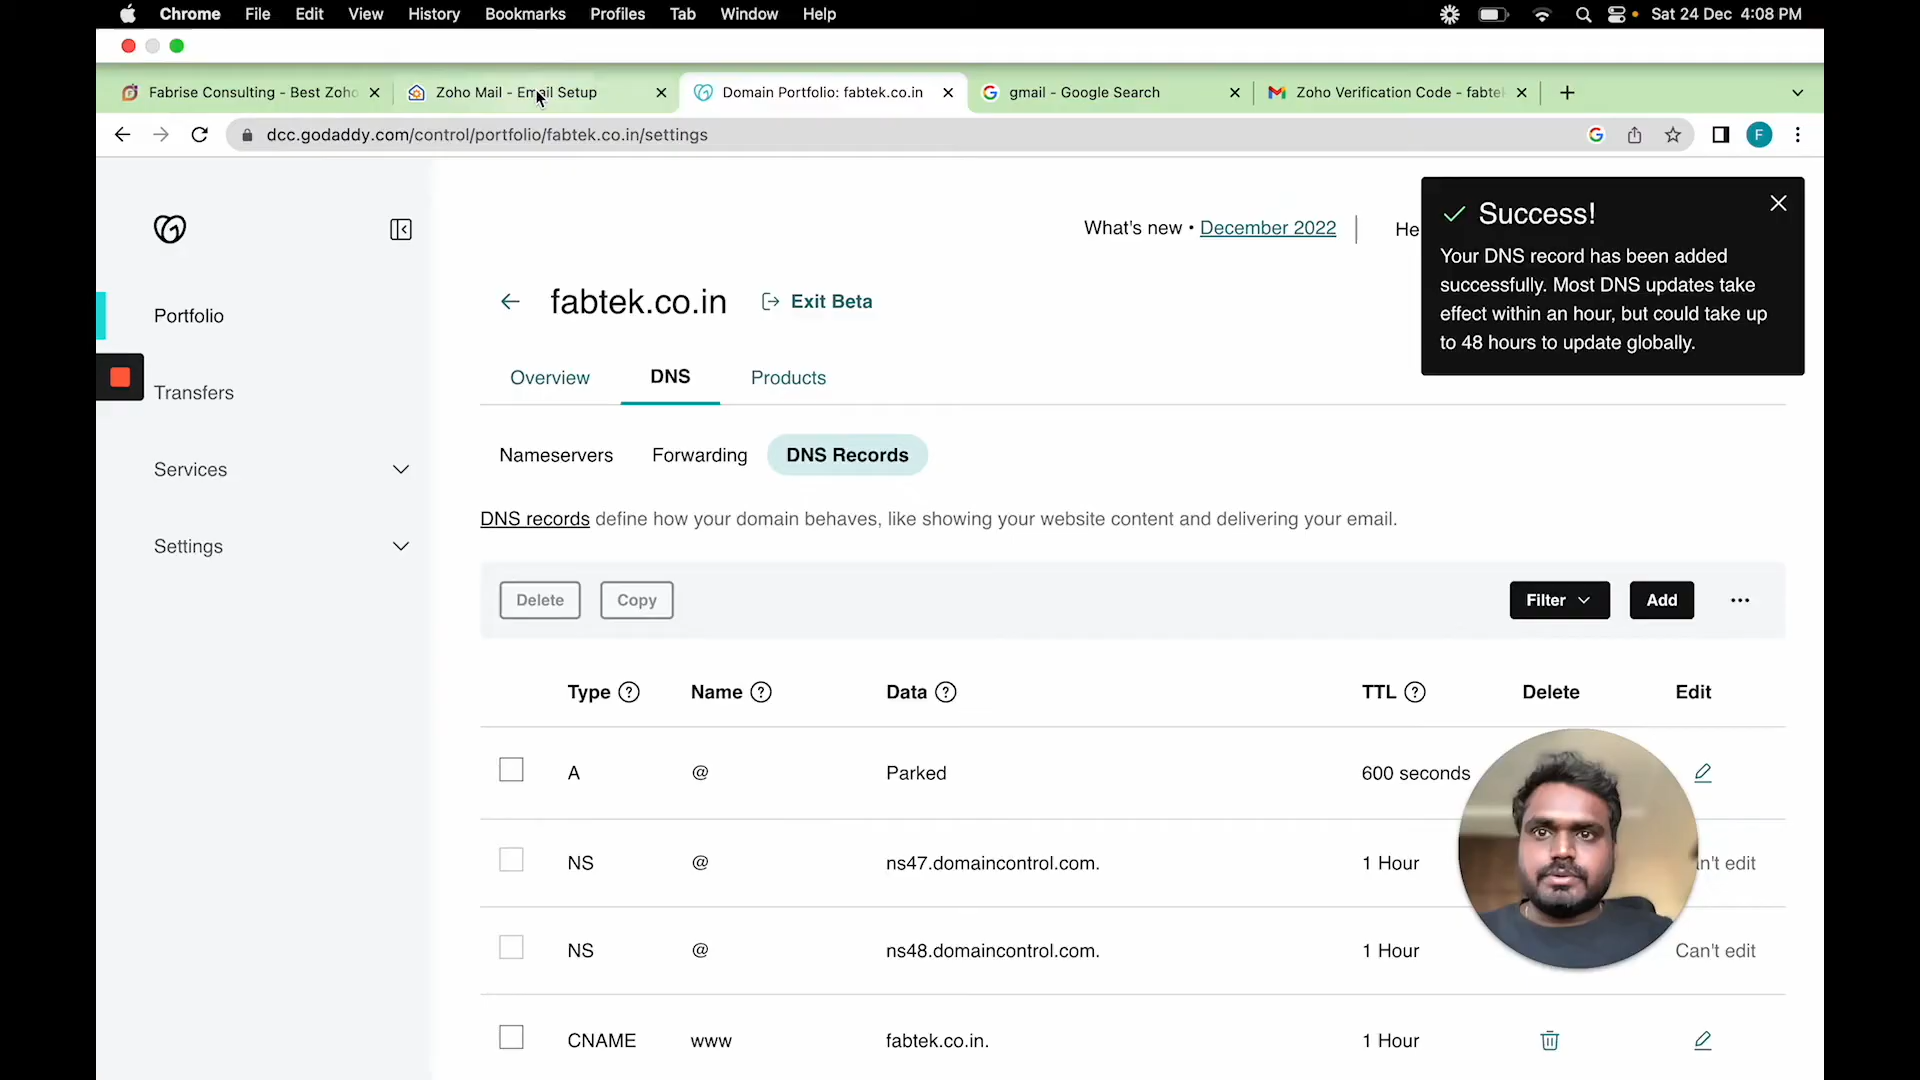 Chrome File Edit View History Bookmarks Profiles Tab Window Help Sat 24 Dec 4:08 PM
Fabrise Consulting - Best Zoho Zoho Mail - Email Setup Domain Portfolio: fabtek.co.in gmail - Google Search Zoho Verification Code - fabtek
dcc.godaddy.com/control/portfolio/fabtek.co.in/settings F
What's new • December 2022 He
Success!
Your DNS record has been added
successfully. Most DNS updates take
effect within an hour, but could take up
to 48 hours to update globally.
Portfolio
Transfers
Services
Settings
fabtek.co.in Exit Beta
Overview DNS Products
Nameservers Forwarding DNS Records
DNS records define how your domain behaves, like showing your website content and delivering your email.
Delete Copy Filter Add
Type Name Data TTL Delete Edit
A @ Parked 600 seconds
NS @ ns47.domaincontrol.com. 1 Hour n't edit
NS @ ns48.domaincontrol.com. 1 Hour Can't edit
CNAME www fabtek.co.in. 1 Hour